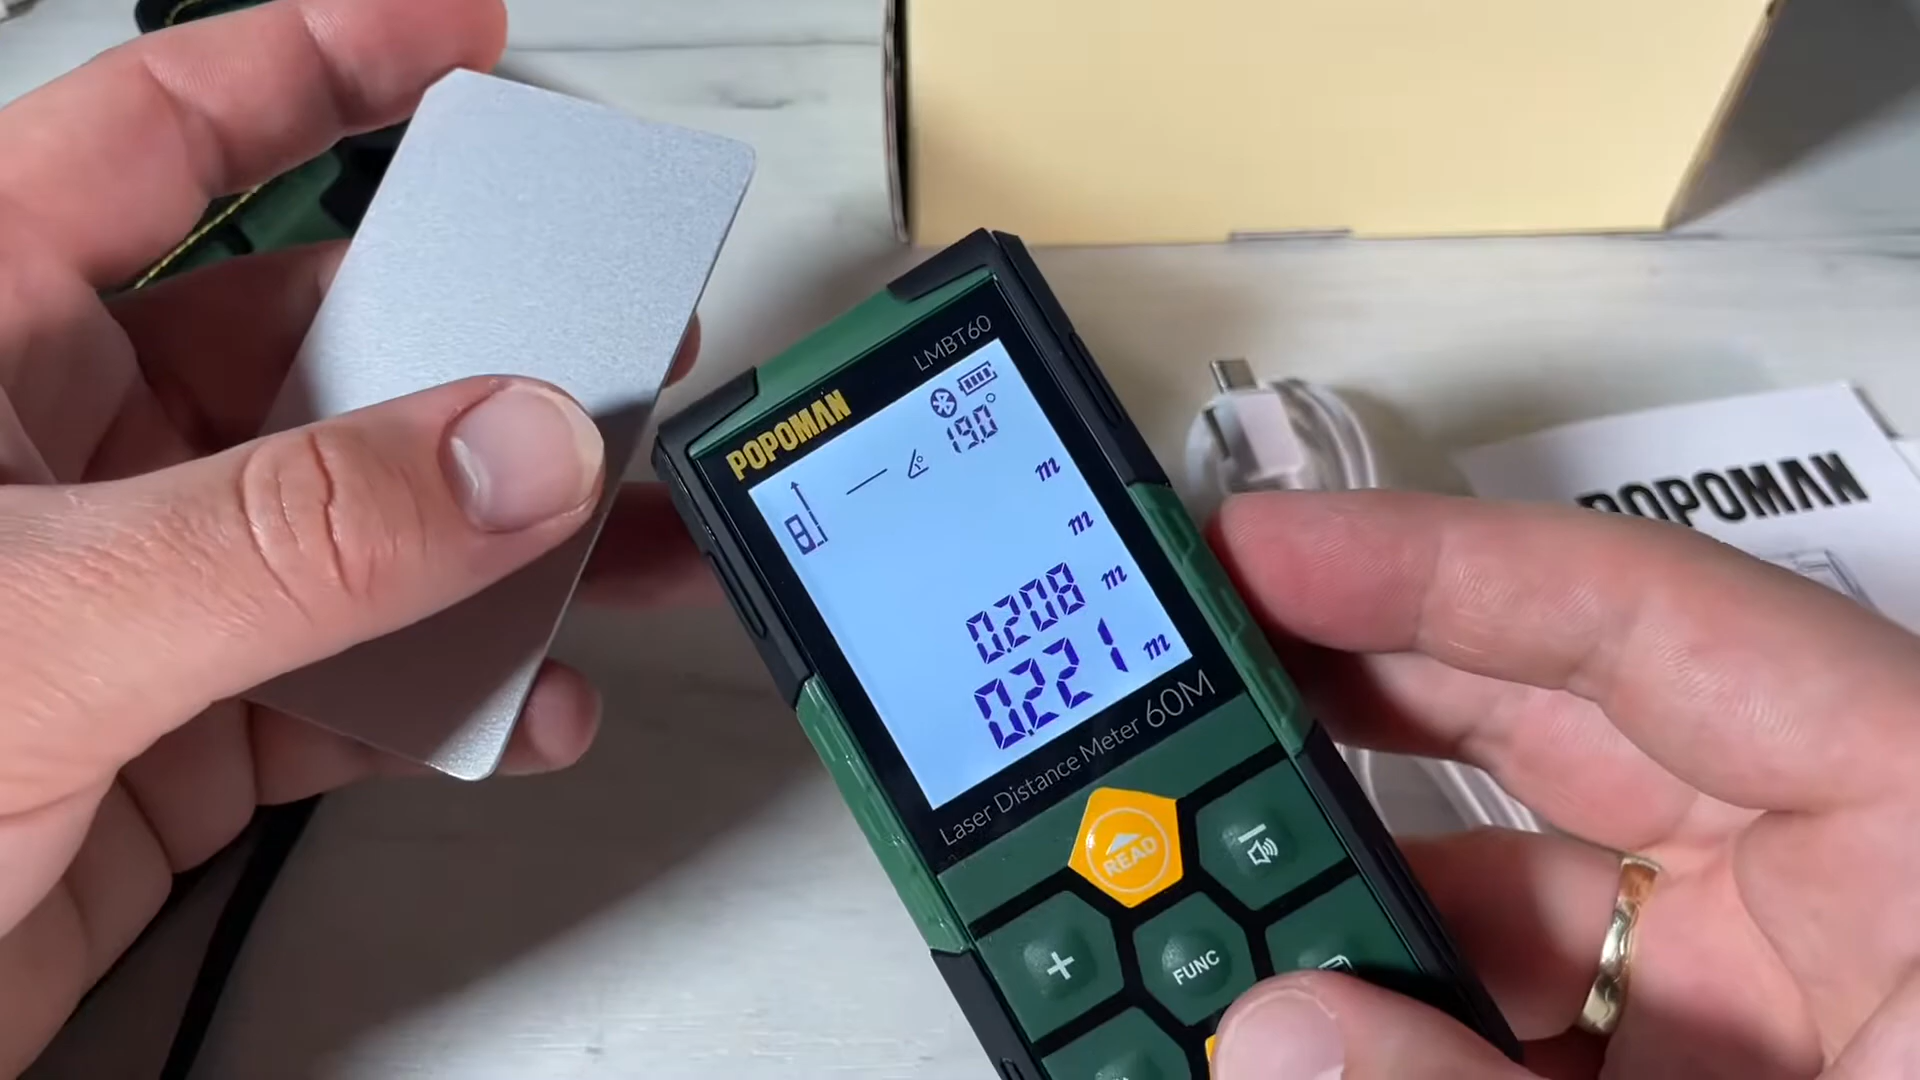 LMBT60
POPOMAN
19.0°
m
m
0.208 m
0.221 m
Laser Distance Meter 60M
READ
+
FUNC
POPOMAN